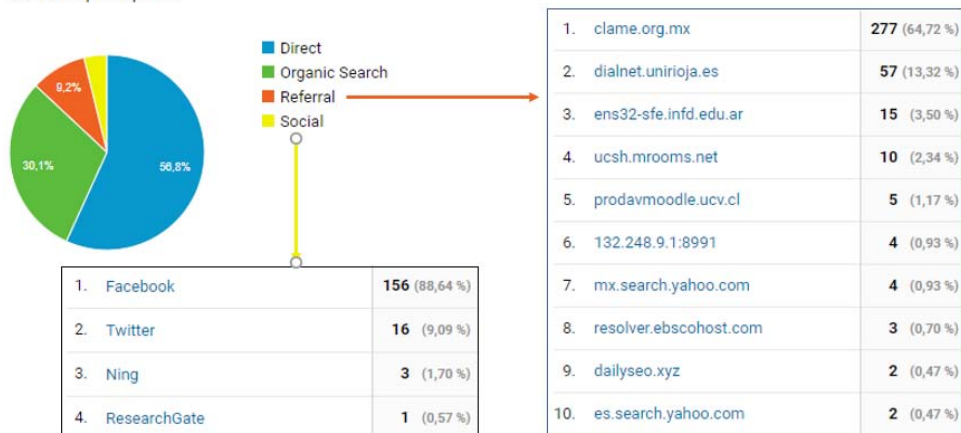 Direct
Organic Search
Referral
Social
9,2%
30,1%
56,8%
1. Facebook 156 (88,64 %)
2. Twitter 16 (9,09 %)
3. Ning 3 (1,70 %)
4. ResearchGate 1 (0,57 %)
1. clame.org.mx 277 (64,72 %)
2. dialnet.unirioja.es 57 (13,32 %)
3. ens32-sfe.infd.edu.ar 15 (3,50 %)
4. ucsh.mrooms.net 10 (2,34 %)
5. prodavmoodle.ucv.cl 5 (1,17 %)
6. 132.248.9.1:8991 4 (0,93 %)
7. mx.search.yahoo.com 4 (0,93 %)
8. resolver.ebscohost.com 3 (0,70 %)
9. dailyseo.xyz 2 (0,47 %)
10. es.search.yahoo.com 2 (0,47 %)